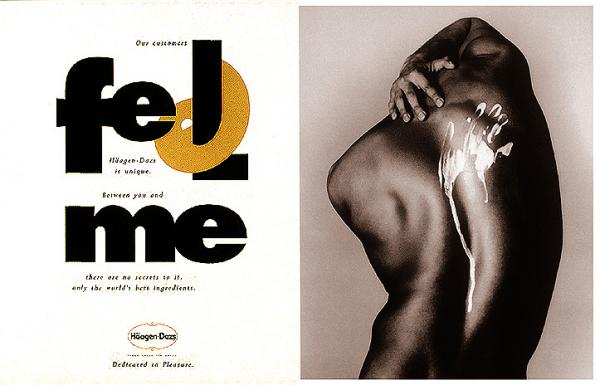 Our customers
feel
Häagen-Dazs
is unique.
Between you and
me
there are no secrets to it,
only the world's best ingredients.
Häagen-Dazs
Dedicated to Pleasure.